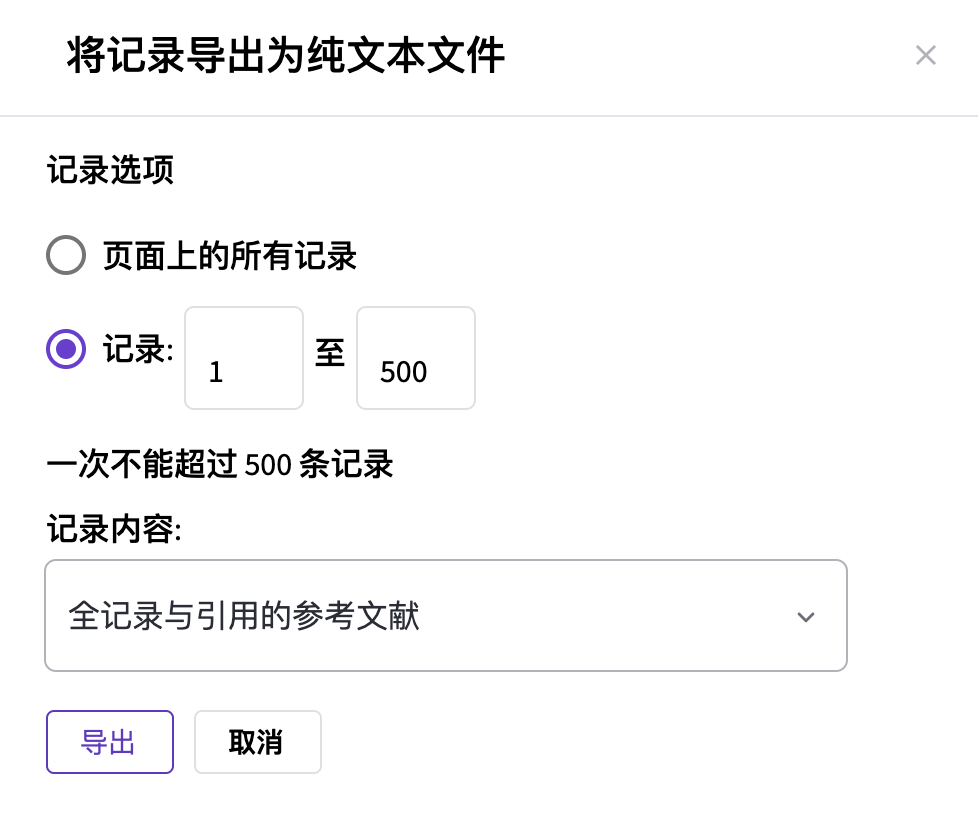 将记录导出为纯文本文件
记录选项
页面上的所有记录
记录: 1 至 500
一次不能超过 500 条记录
记录内容:
全记录与引用的参考文献
导出 取消